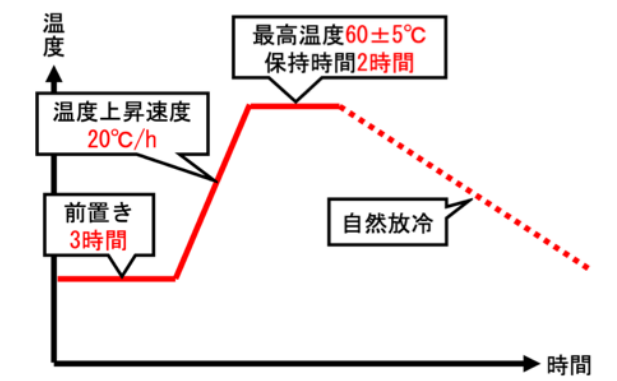 温度
最高温度60±5℃
保持時間2時間
温度上昇速度
20℃/h
前置き
3時間
自然放冷
時間